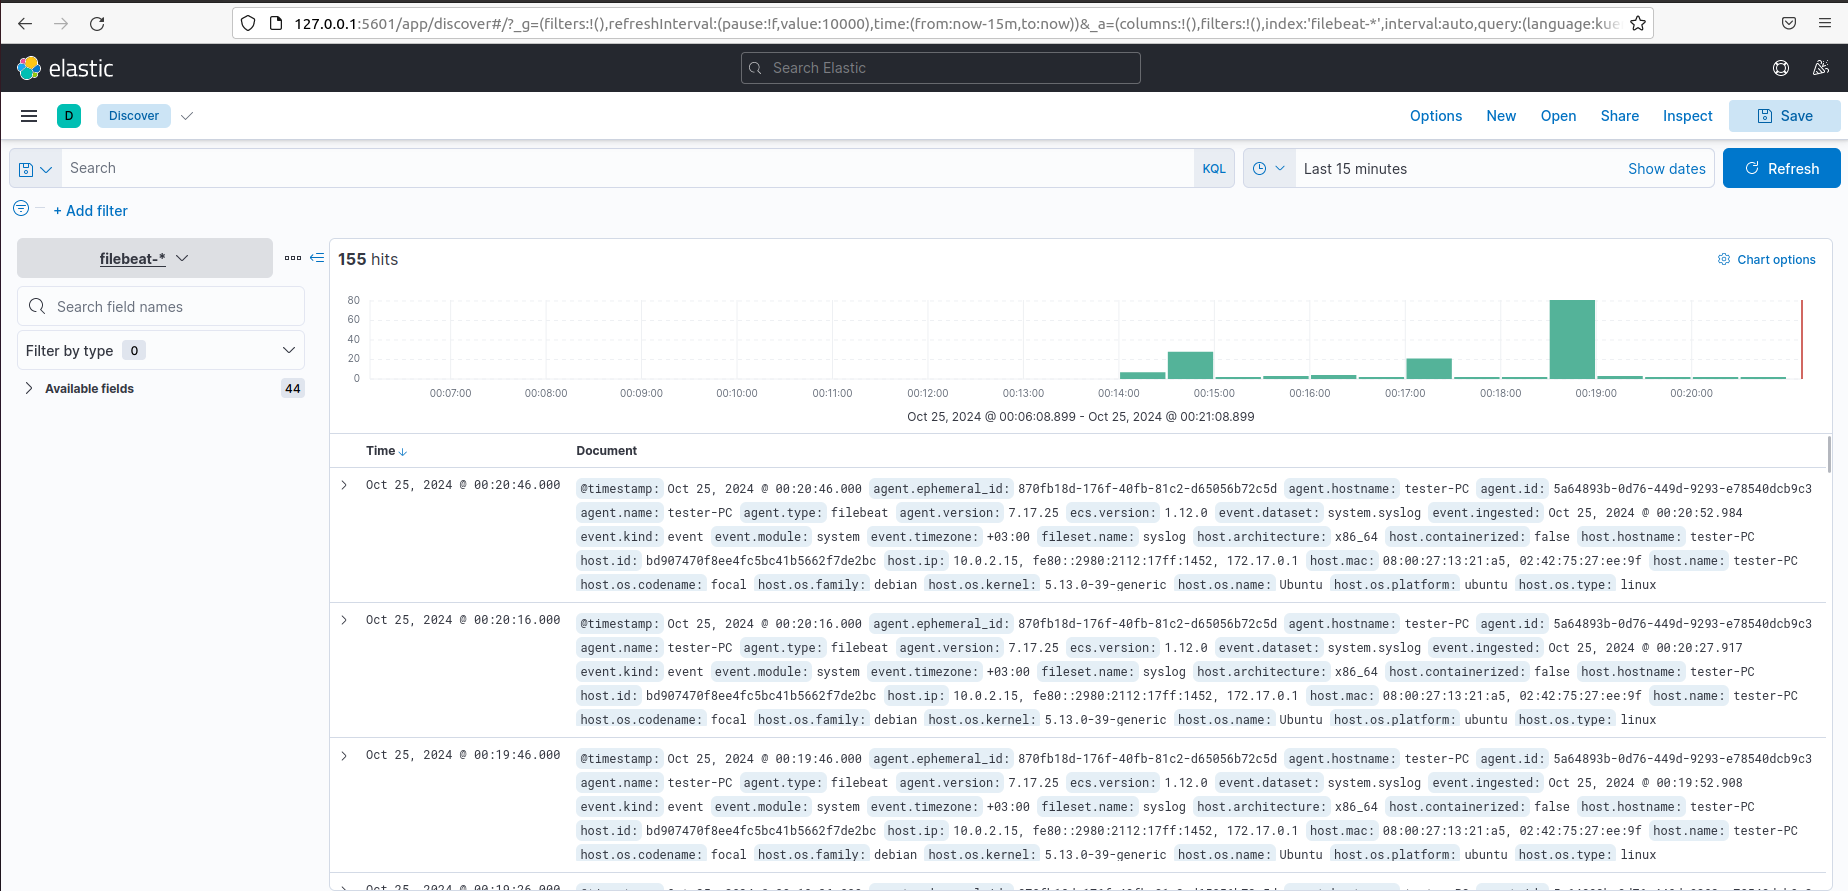 127.0.0.1:5601/app/discover#/?_g=(filters:!(),refreshInterval:(pause:!f,value:10000),time:(from:now-15m,to:now))&_a=(columns:!(),filters:!(),index:'filebeat-*',interval:auto,query:(language:kue
elastic
Search Elastic
D Discover Options New Open Share Inspect Save
Search KQL Last 15 minutes Show dates Refresh
+ Add filter
filebeat-*
Search field names
Filter by type 0
Available fields 44
155 hits Chart options
80
60
40
20
0
00:07:00 00:08:00 00:09:00 00:10:00 00:11:00 00:12:00 00:13:00 00:14:00 00:15:00 00:16:00 00:17:00 00:18:00 00:19:00 00:20:00
Oct 25, 2024 @ 00:06:08.899 - Oct 25, 2024 @ 00:21:08.899
Time Document
Oct 25, 2024 @ 00:20:46.000 @timestamp: Oct 25, 2024 @ 00:20:46.000 agent.ephemeral_id: 870fb18d-176f-40fb-81c2-d65056b72c5d agent.hostname: tester-PC agent.id: 5a64893b-0d76-449d-9293-e78540dcb9c3
agent.name: tester-PC agent.type: filebeat agent.version: 7.17.25 ecs.version: 1.12.0 event.dataset: system.syslog event.ingested: Oct 25, 2024 @ 00:20:52.984
event.kind: event event.module: system event.timezone: +03:00 fileset.name: syslog host.architecture: x86_64 host.containerized: false host.hostname: tester-PC
host.id: bd907470f8ee4fc5bc41b5662f7de2bc host.ip: 10.0.2.15, fe80::2980:2112:17ff:1452, 172.17.0.1 host.mac: 08:00:27:13:21:a5, 02:42:75:27:ee:9f host.name: tester-PC
host.os.codename: focal host.os.family: debian host.os.kernel: 5.13.0-39-generic host.os.name: Ubuntu host.os.platform: ubuntu host.os.type: linux
Oct 25, 2024 @ 00:20:16.000 @timestamp: Oct 25, 2024 @ 00:20:16.000 agent.ephemeral_id: 870fb18d-176f-40fb-81c2-d65056b72c5d agent.hostname: tester-PC agent.id: 5a64893b-0d76-449d-9293-e78540dcb9c3
agent.name: tester-PC agent.type: filebeat agent.version: 7.17.25 ecs.version: 1.12.0 event.dataset: system.syslog event.ingested: Oct 25, 2024 @ 00:20:27.917
event.kind: event event.module: system event.timezone: +03:00 fileset.name: syslog host.architecture: x86_64 host.containerized: false host.hostname: tester-PC
host.id: bd907470f8ee4fc5bc41b5662f7de2bc host.ip: 10.0.2.15, fe80::2980:2112:17ff:1452, 172.17.0.1 host.mac: 08:00:27:13:21:a5, 02:42:75:27:ee:9f host.name: tester-PC
host.os.codename: focal host.os.family: debian host.os.kernel: 5.13.0-39-generic host.os.name: Ubuntu host.os.platform: ubuntu host.os.type: linux
Oct 25, 2024 @ 00:19:46.000 @timestamp: Oct 25, 2024 @ 00:19:46.000 agent.ephemeral_id: 870fb18d-176f-40fb-81c2-d65056b72c5d agent.hostname: tester-PC agent.id: 5a64893b-0d76-449d-9293-e78540dcb9c3
agent.name: tester-PC agent.type: filebeat agent.version: 7.17.25 ecs.version: 1.12.0 event.dataset: system.syslog event.ingested: Oct 25, 2024 @ 00:19:52.908
event.kind: event event.module: system event.timezone: +03:00 fileset.name: syslog host.architecture: x86_64 host.containerized: false host.hostname: tester-PC
host.id: bd907470f8ee4fc5bc41b5662f7de2bc host.ip: 10.0.2.15, fe80::2980:2112:17ff:1452, 172.17.0.1 host.mac: 08:00:27:13:21:a5, 02:42:75:27:ee:9f host.name: tester-PC
host.os.codename: focal host.os.family: debian host.os.kernel: 5.13.0-39-generic host.os.name: Ubuntu host.os.platform: ubuntu host.os.type: linux
Oct 25, 2024 @ 00:19:26.000